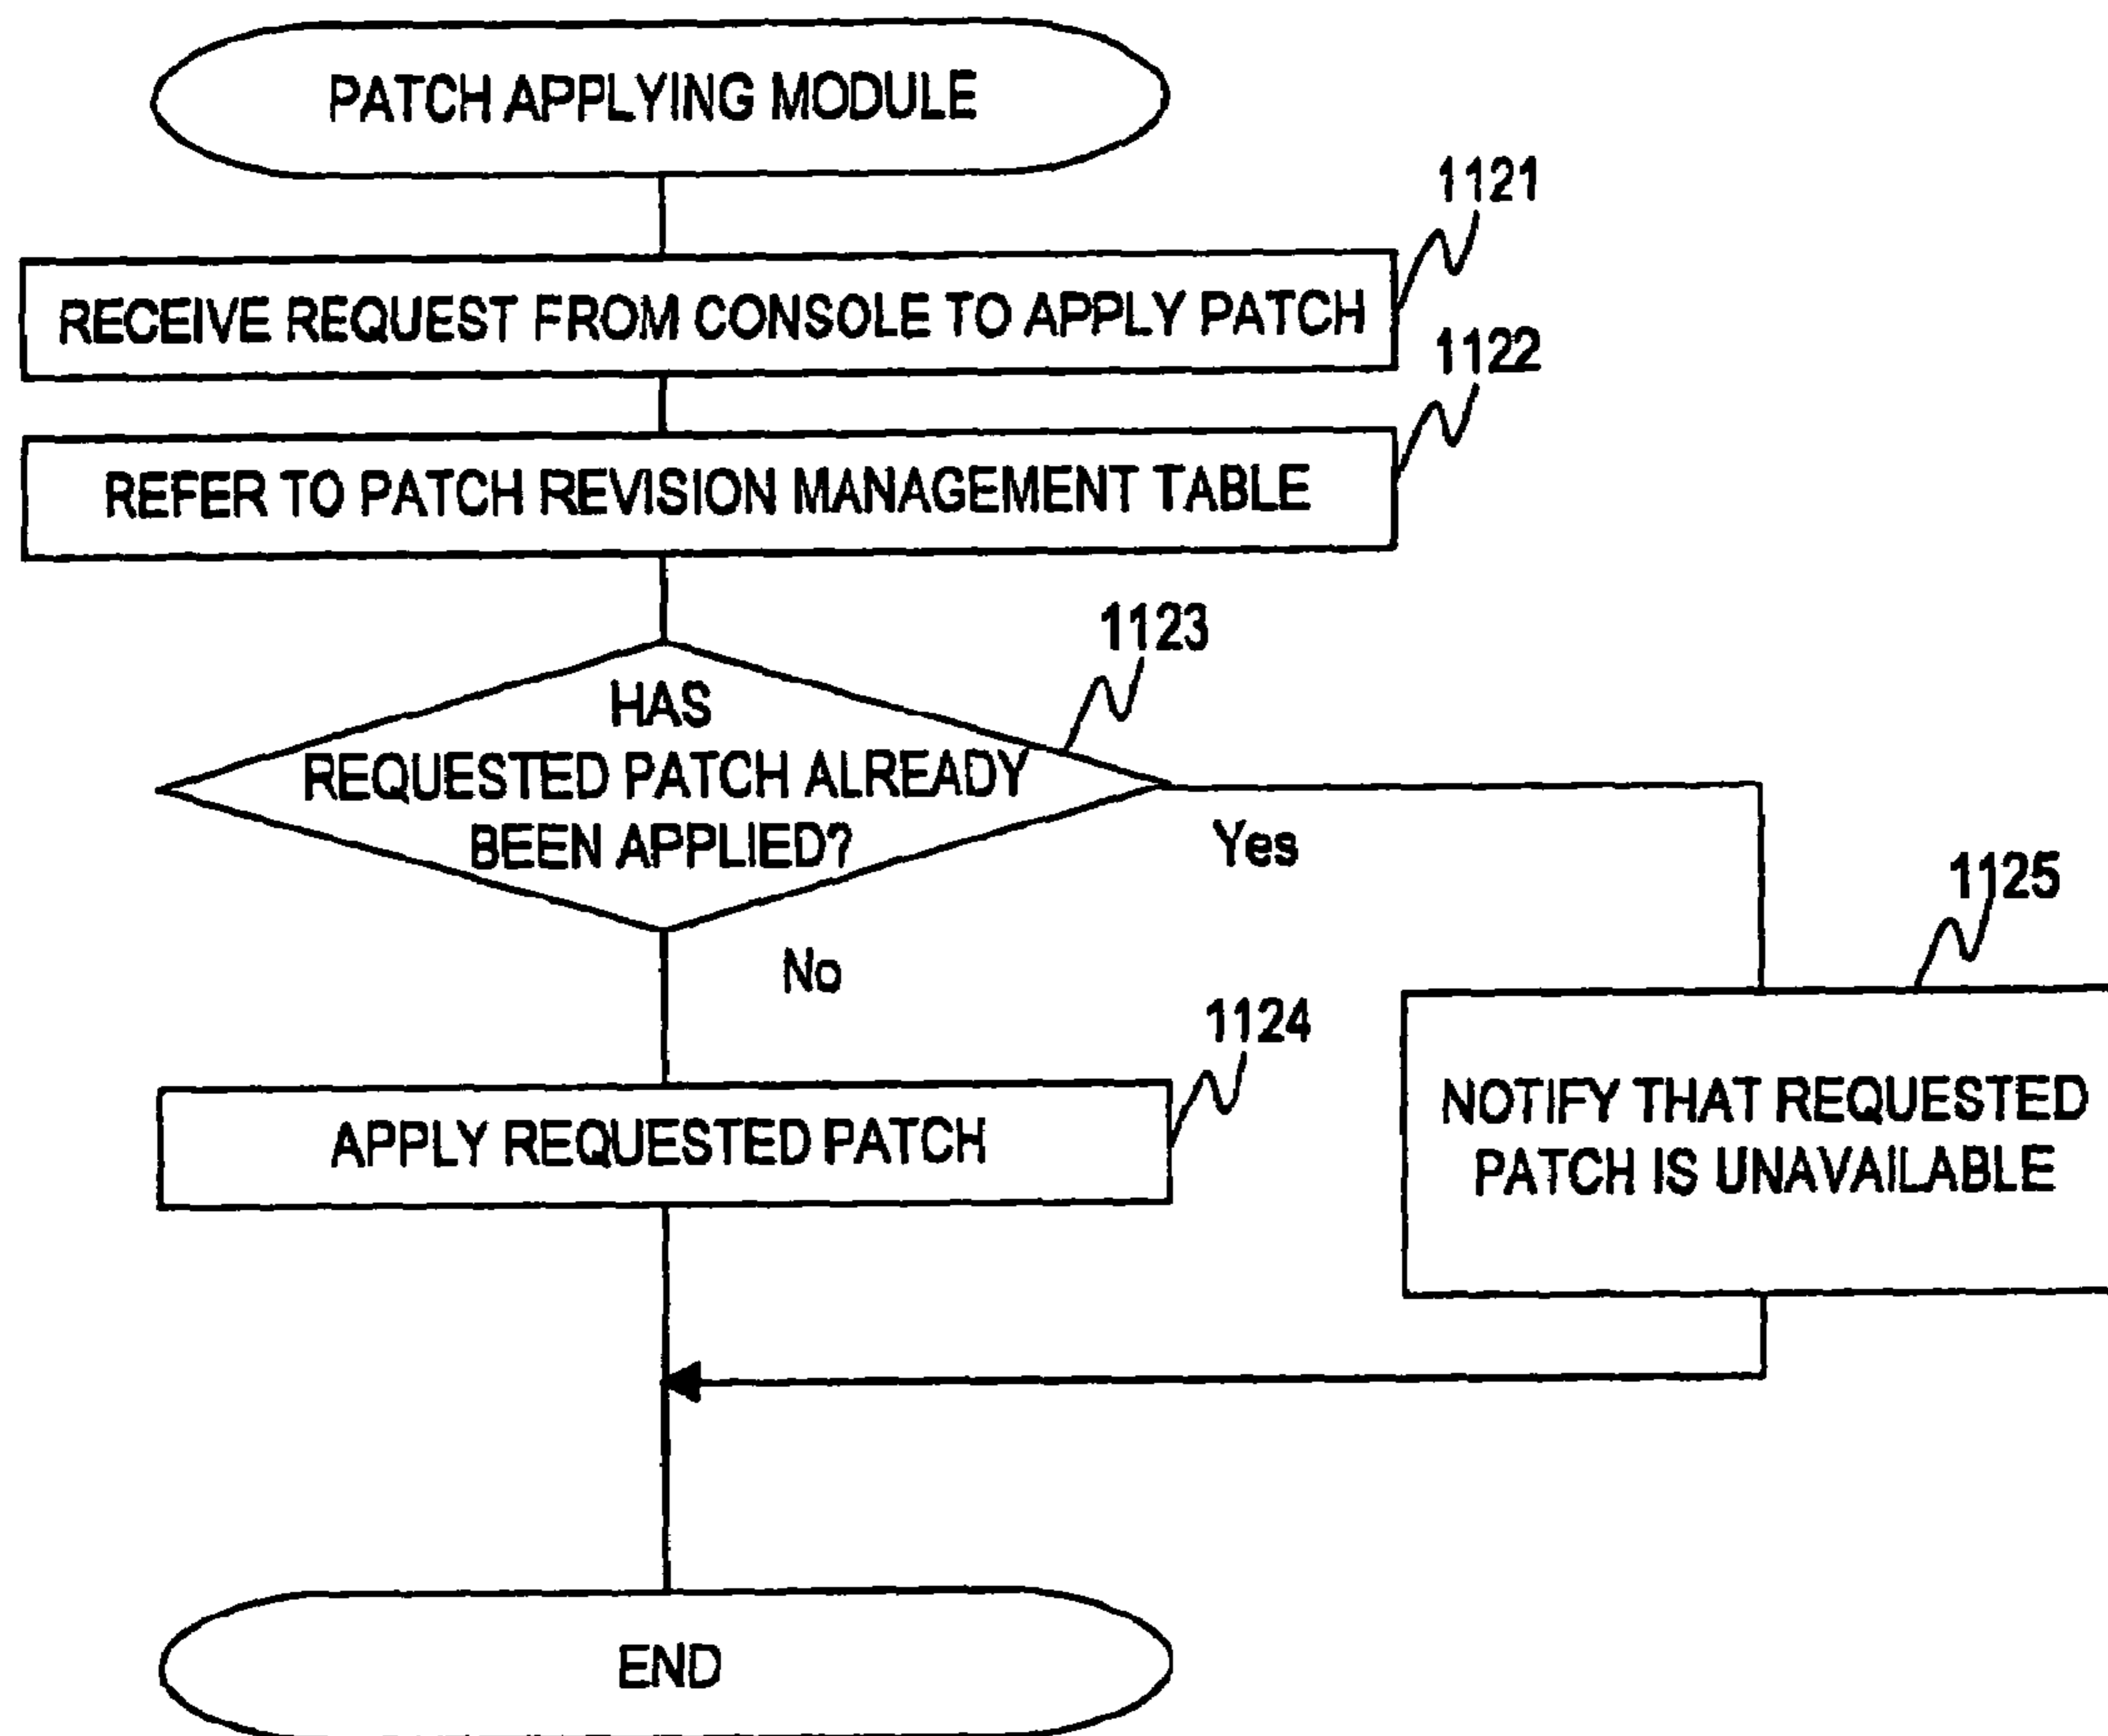 PATCH APPLYING MODULE
1121
RECEIVE REQUEST FROM CONSOLE TO APPLY PATCH
1122
REFER TO PATCH REVISION MANAGEMENT TABLE
1123
HAS
REQUESTED PATCH ALREADY
BEEN APPLIED?
Yes
No
1125
1124
NOTIFY THAT REQUESTED
PATCH IS UNAVAILABLE
APPLY REQUESTED PATCH
END